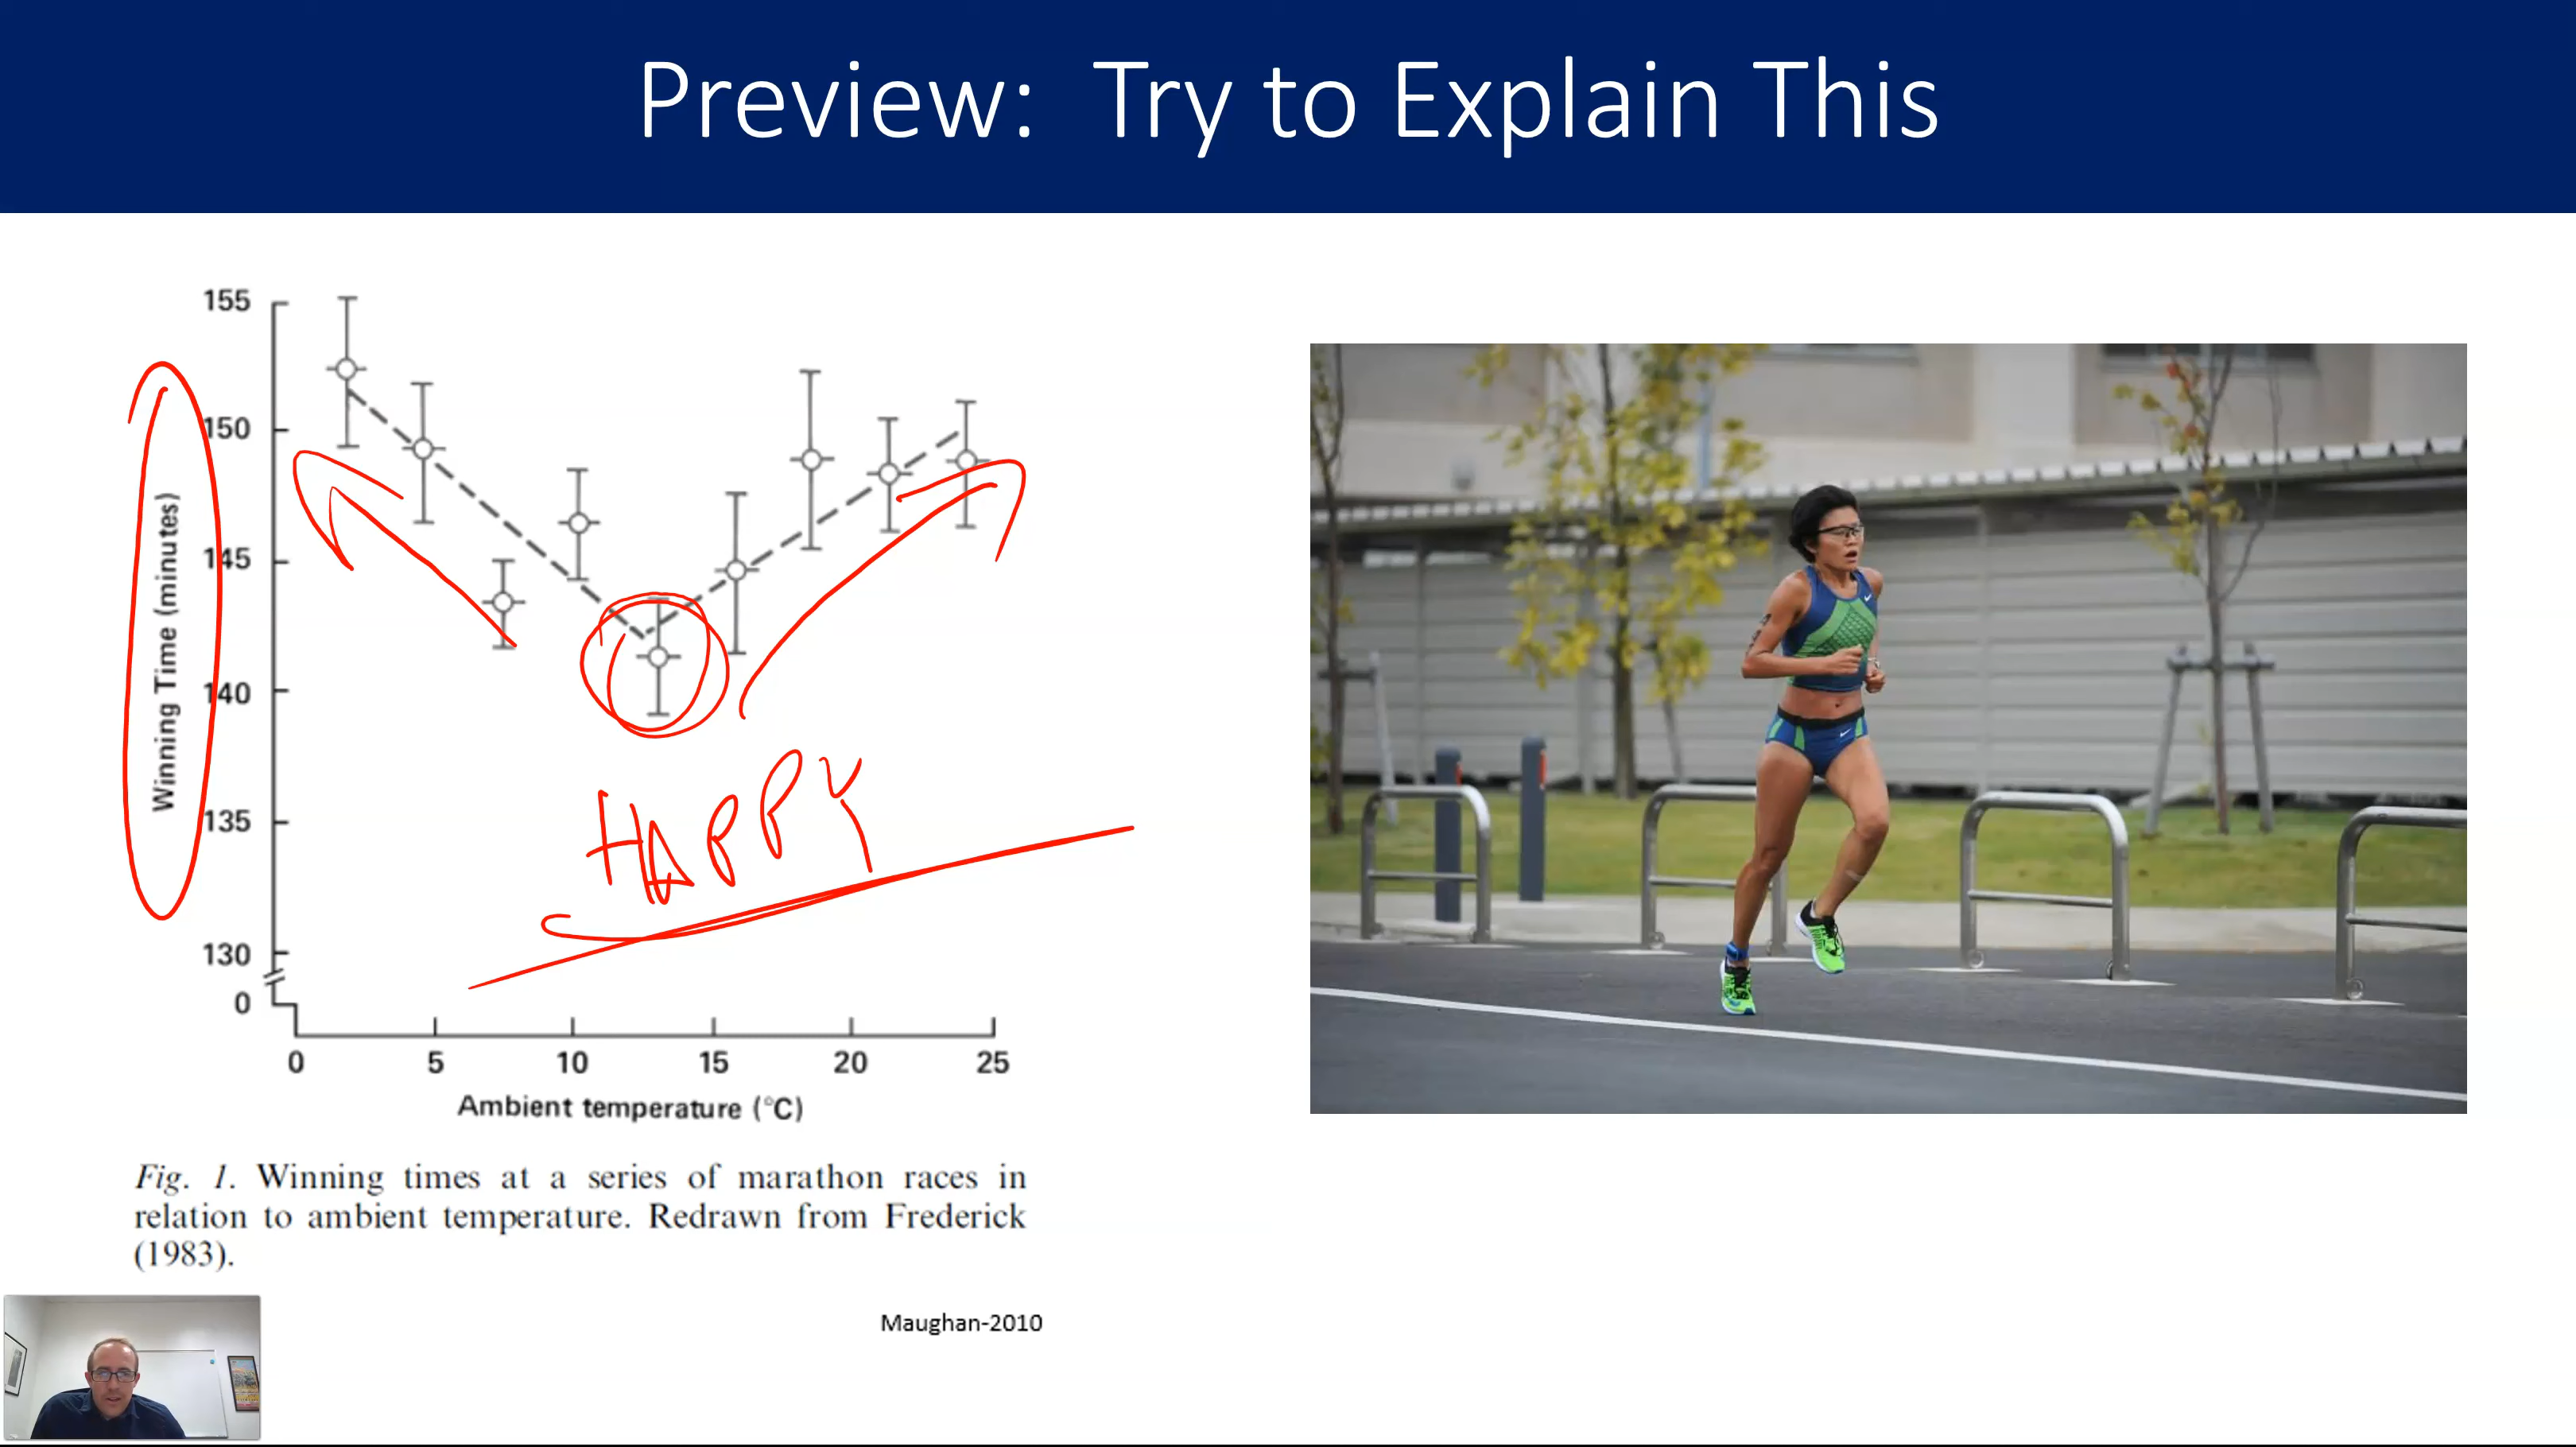 Preview: Try to Explain This
155
150
145
140
135
130
0
Winning Time (minutes)
HAPPY
0 5 10 15 20 25
Ambient temperature (°C)
Fig. 1. Winning times at a series of marathon races in
relation to ambient temperature. Redrawn from Frederick
(1983).
Maughan-2010